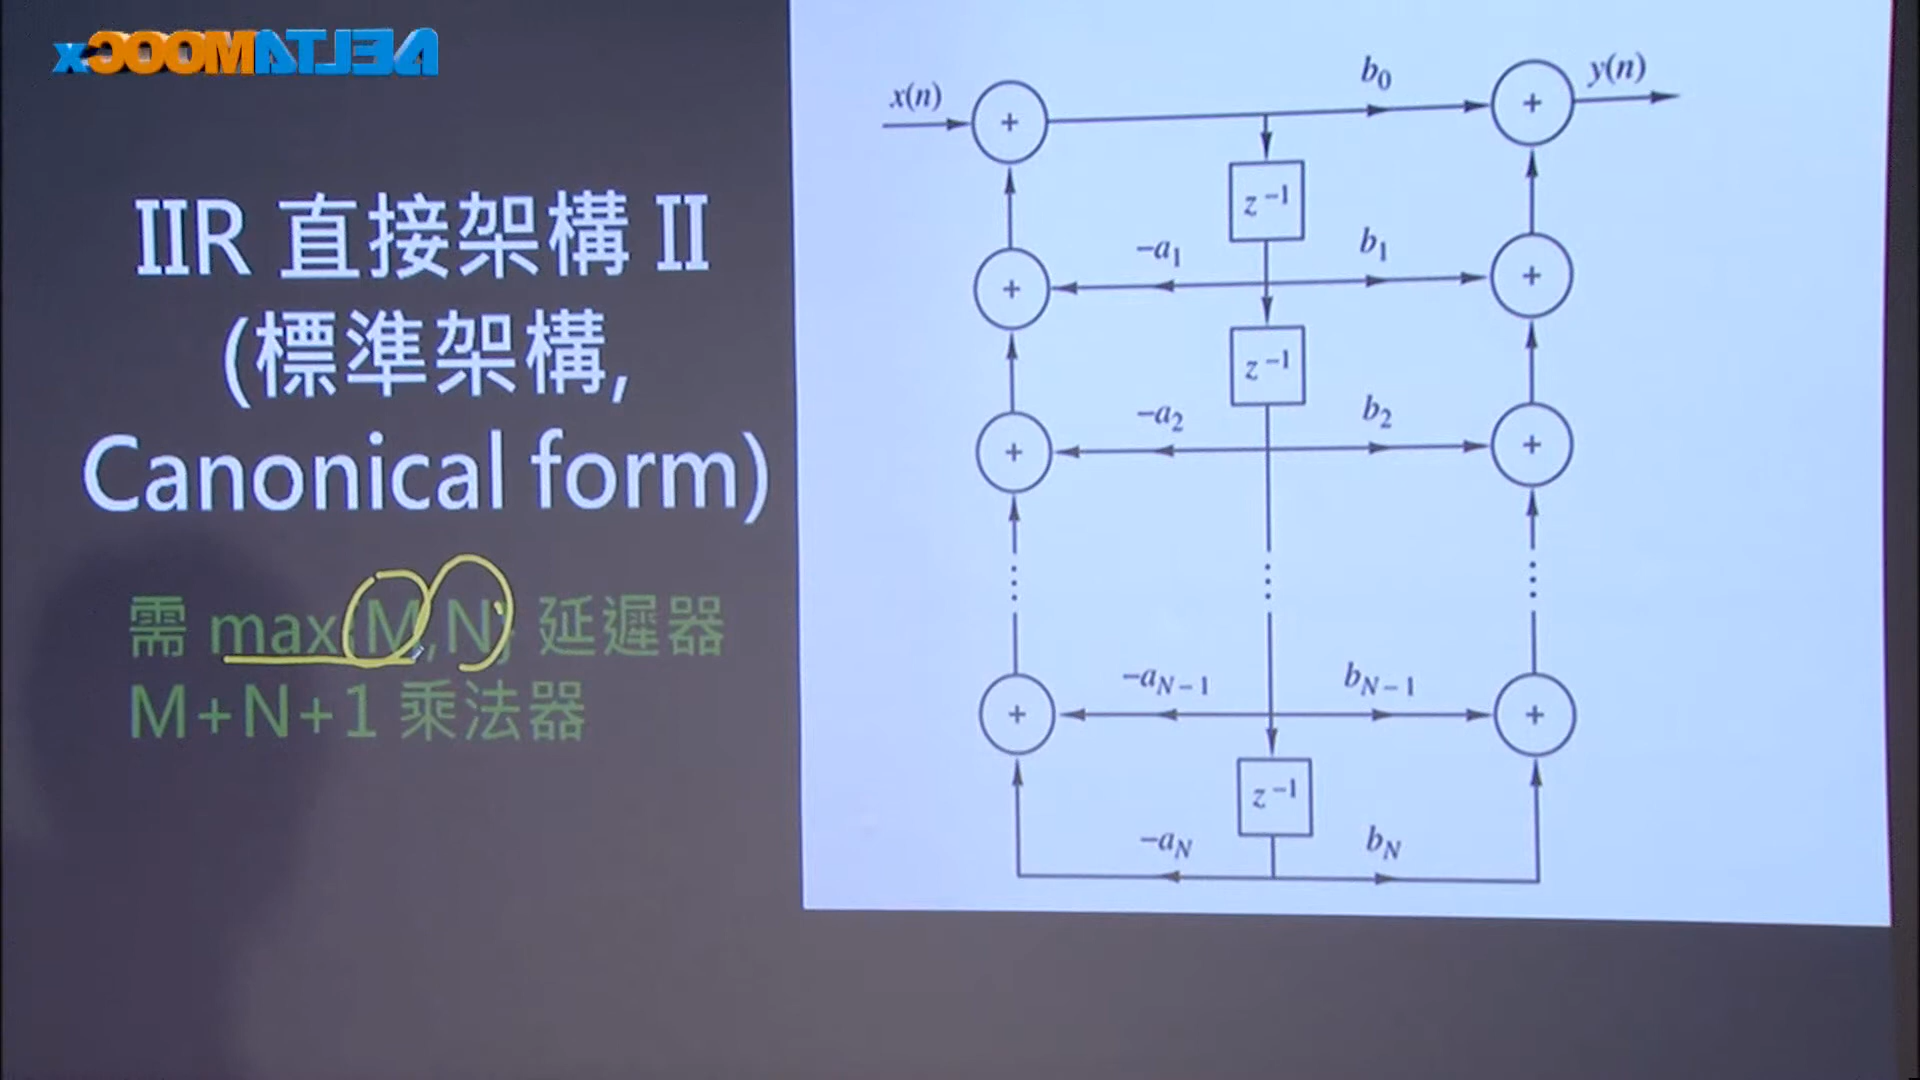 DELTAMOOCx
IIR 直接架構 II
(標準架構,
Canonical form)
需 max{M,N} 延遲器
M+N+1 乘法器
x(n)
b0
y(n)
z⁻¹
-a1
b1
z⁻¹
-a2
b2
-aN-1
bN-1
z⁻¹
-aN
bN